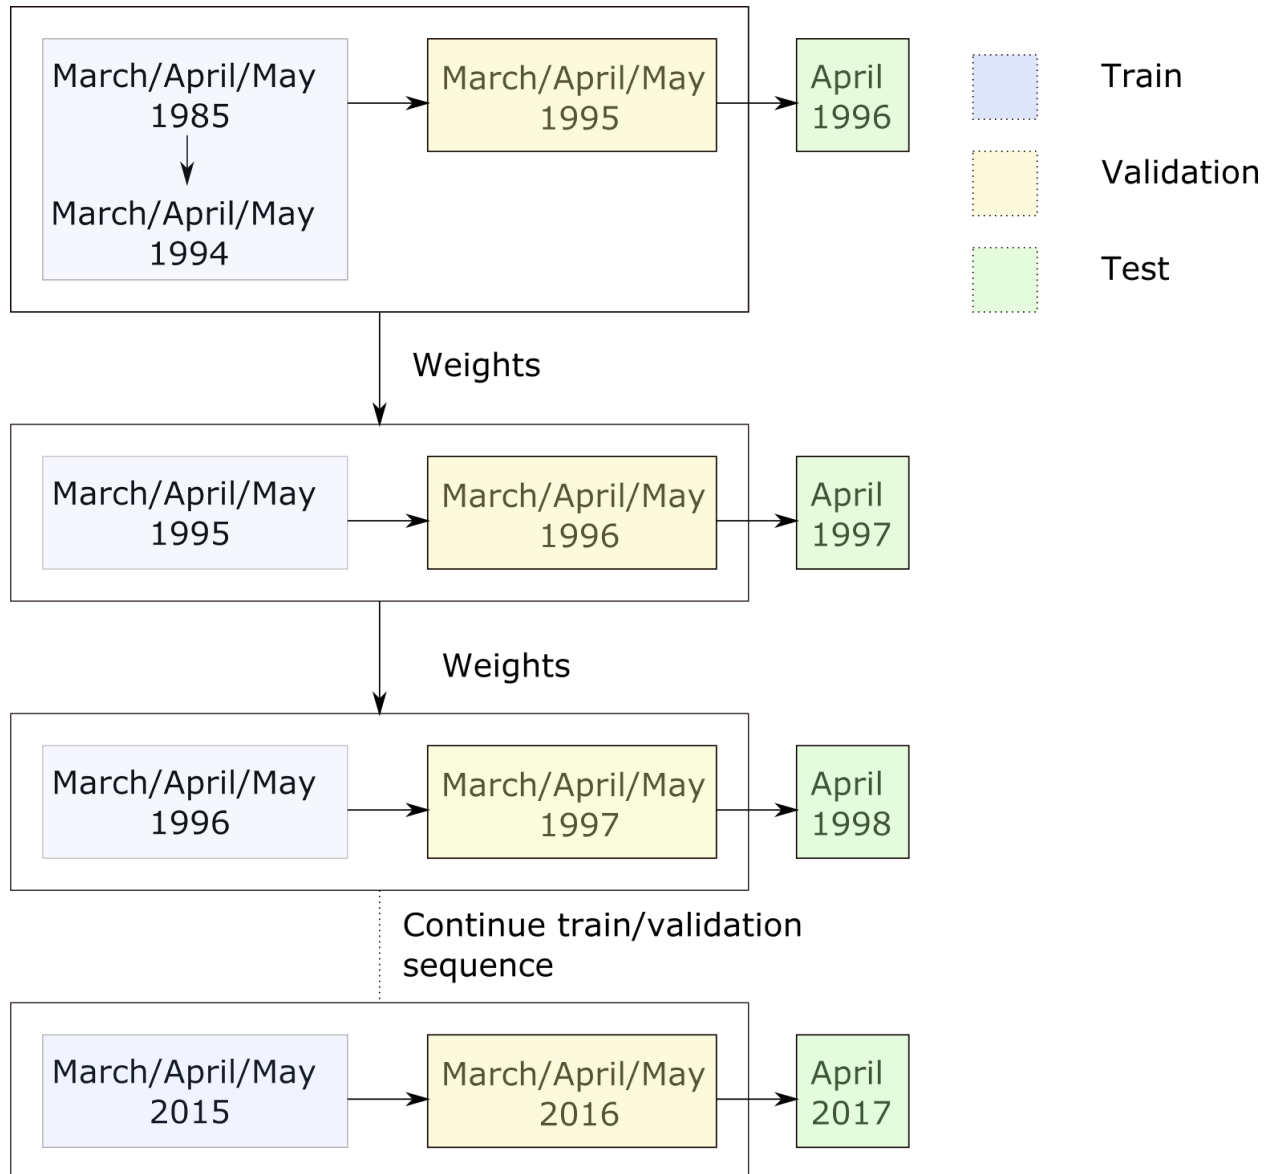 March/April/May
1985
March/April/May
1994
March/April/May
1995
April
1996
Train
Validation
Test
Weights
March/April/May
1995
March/April/May
1996
April
1997
Weights
March/April/May
1996
March/April/May
1997
April
1998
Continue train/validation
sequence
March/April/May
2015
March/April/May
2016
April
2017